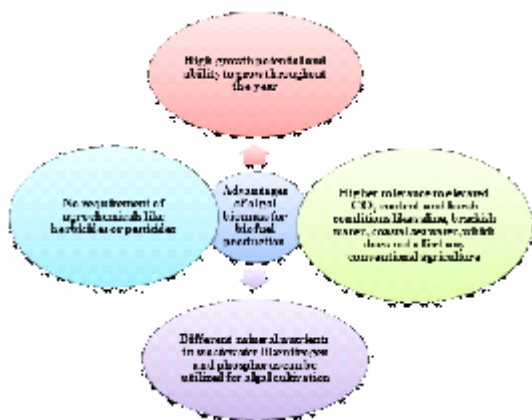 High growth potential and
ability to grow throughout
the year
No requirement of
agrochemicals like
herbicides or pesticides
Advantages
of algal
biomass for
biofuel
production
Higher tolerance to elevated
CO₂ content and harsh
conditions like saline, brackish
water, coastal seawater, which
does not affect any
conventional agriculture
Different mineral nutrients
in wastewater like nitrogen
and phosphorus can be
utilized for algal cultivation